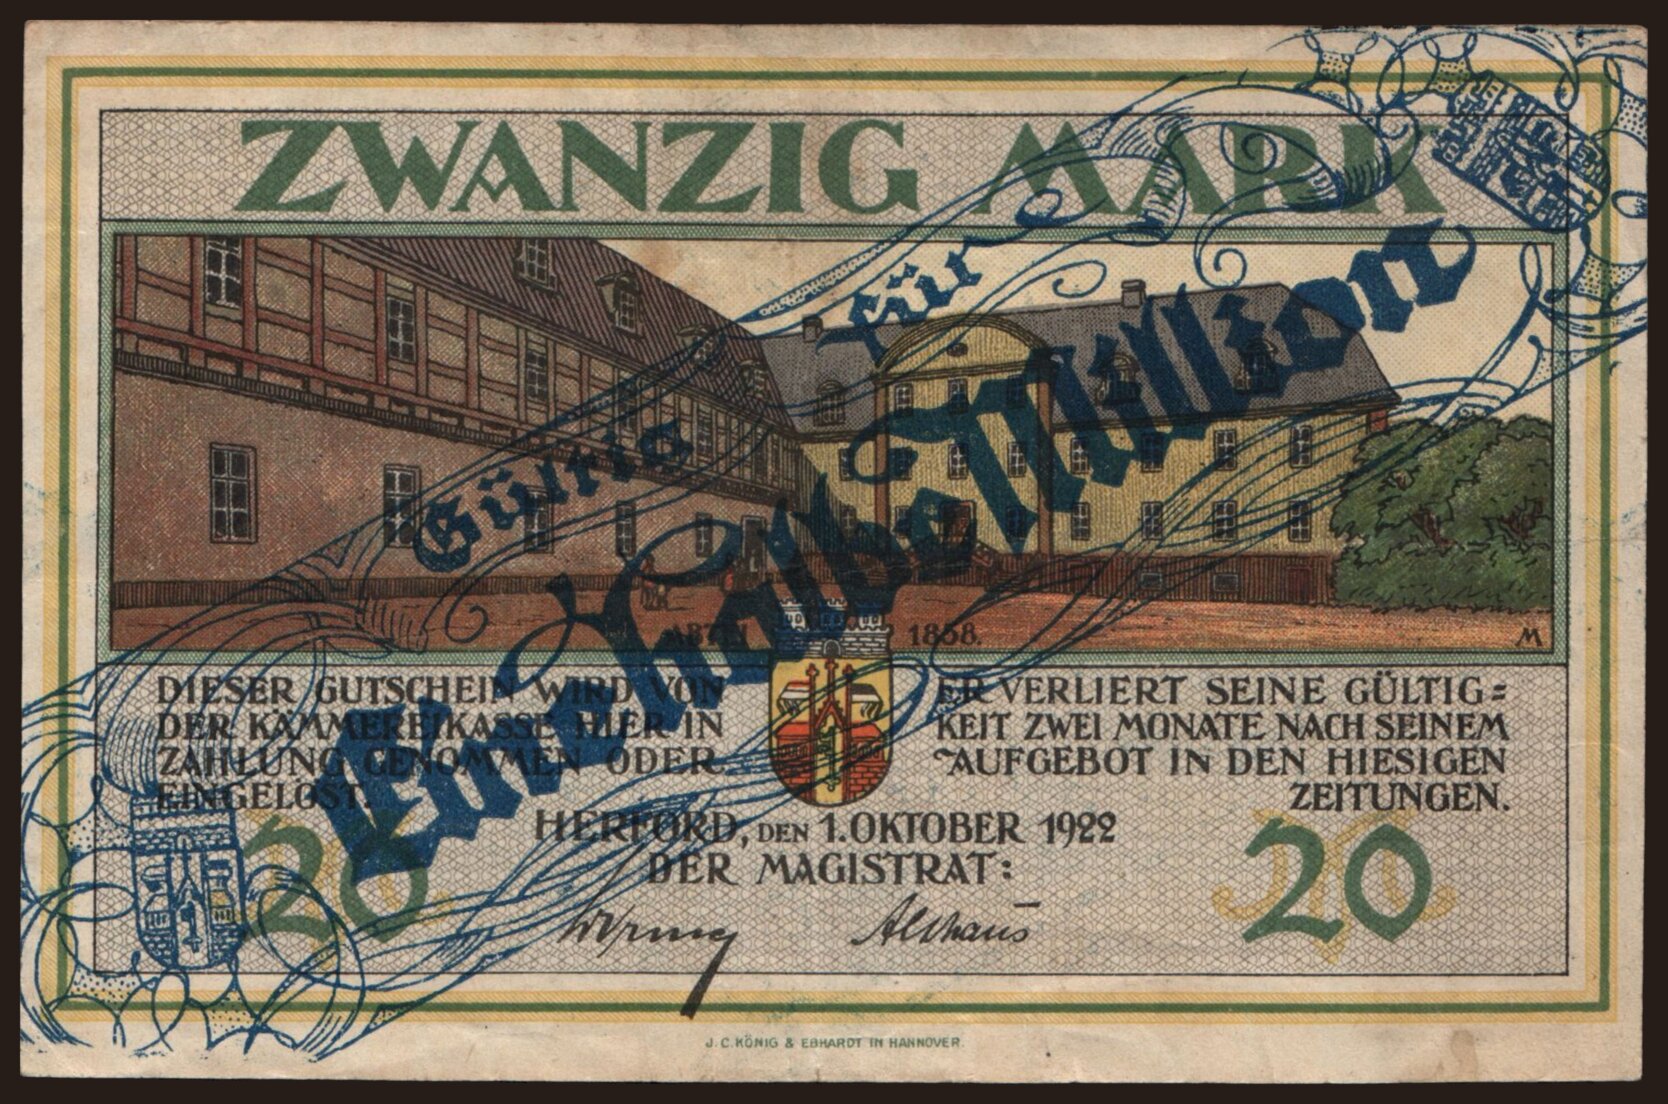 ZWANZIG MARK
Gültig für
Eine halbe Million
ABTEI 1858.
M
DIESER GUTSCHEIN WIRD VON
DER KÄMMEREIKASSE HIER IN
ZAHLUNG GENOMMEN ODER
EINGELÖST.
ER VERLIERT SEINE GÜLTIG=
KEIT ZWEI MONATE NACH SEINEM
AUFGEBOT IN DEN HIESIGEN
ZEITUNGEN.
HERFORD, DEN 1. OKTOBER 1922
DER MAGISTRAT:
Althaus
20 M
20 M
J. C. KÖNIG & EBHARDT IN HANNOVER.